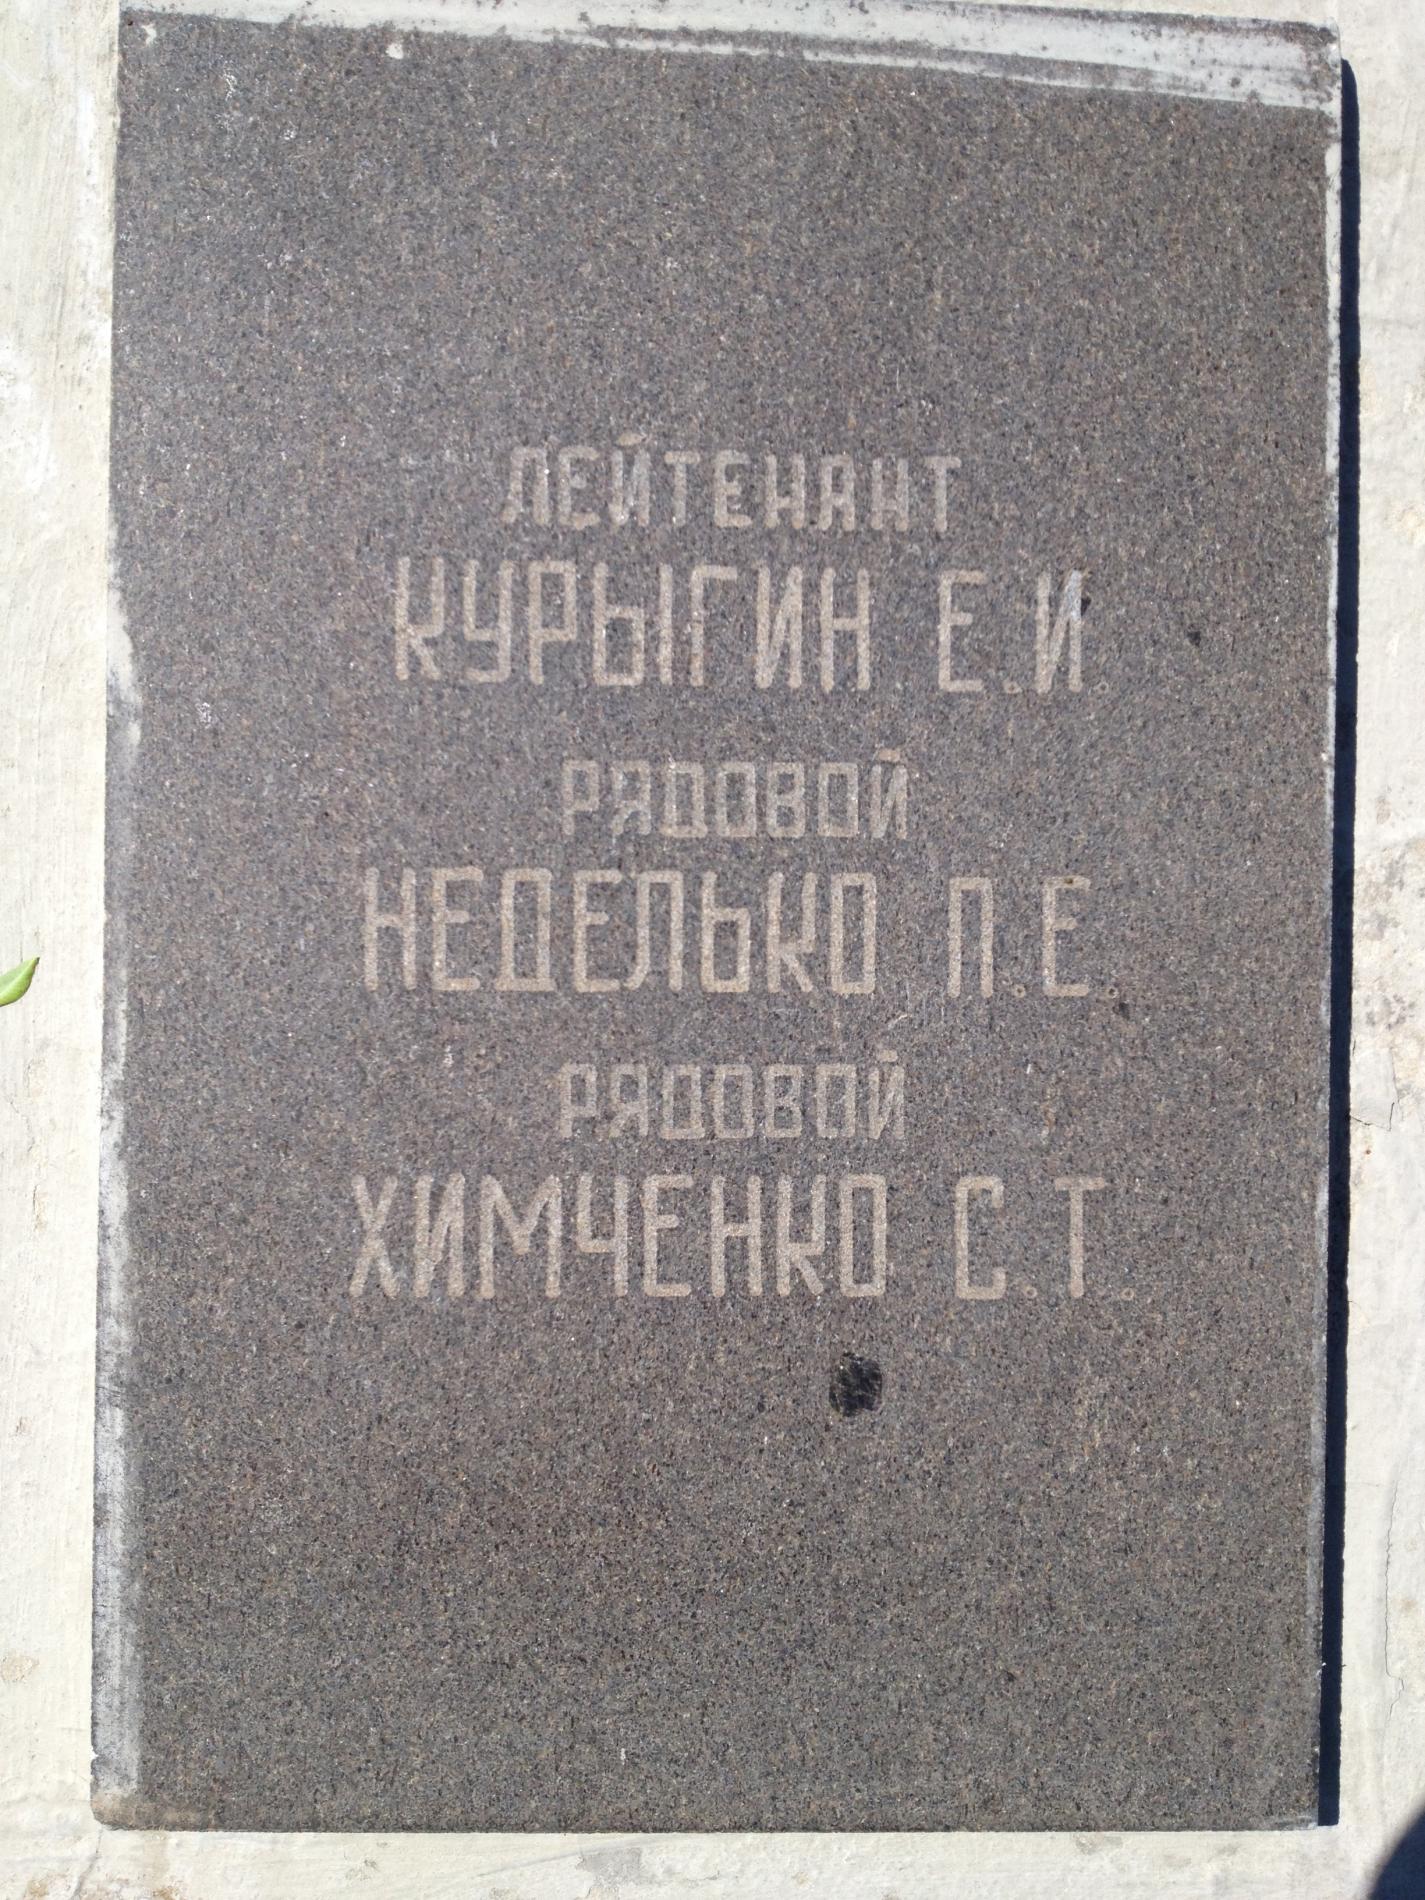 ЛЕЙТЕНАНТ
КУРЫГИН Е.И.
РЯДОВОЙ
НЕДЕЛЬКО П.Е.
РЯДОВОЙ
ХИМЧЕНКО С.Т.